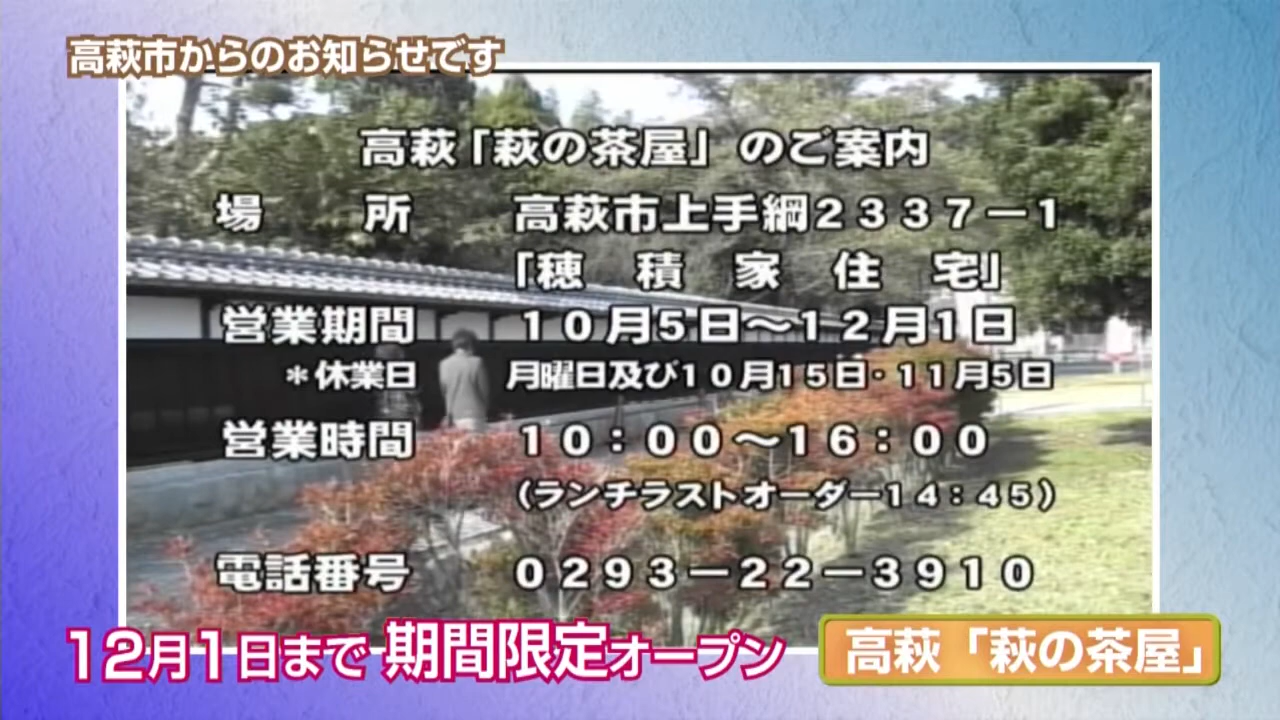 高萩市からのお知らせです
高萩「萩の茶屋」のご案内
場　　所　高萩市上手綱２３３７－１
「穂　積　家　住　宅」
営業期間　１０月５日～１２月１日
＊休業日　月曜日及び１０月１５日・１１月５日
営業時間　１０：００～１６：００
（ランチラストオーダー１４：４５）
電話番号　０２９３－２２－３９１０
12月1日まで 期間限定オープン
高萩「萩の茶屋」